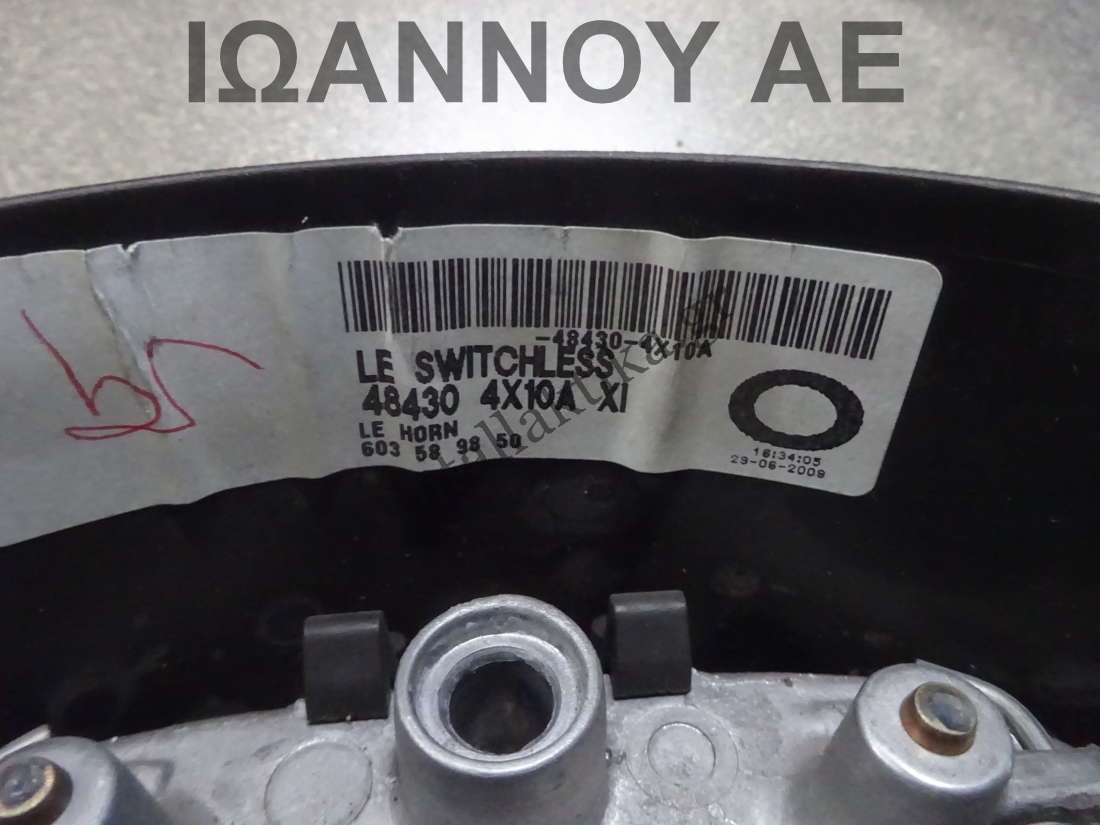 ΙΩΑΝΝΟΥ ΑΕ
-48430-4X10A
LE SWITCHLESS
48430 4X10A XI
LE HORN
603 58 98 50
16:34:05
29-06-2009